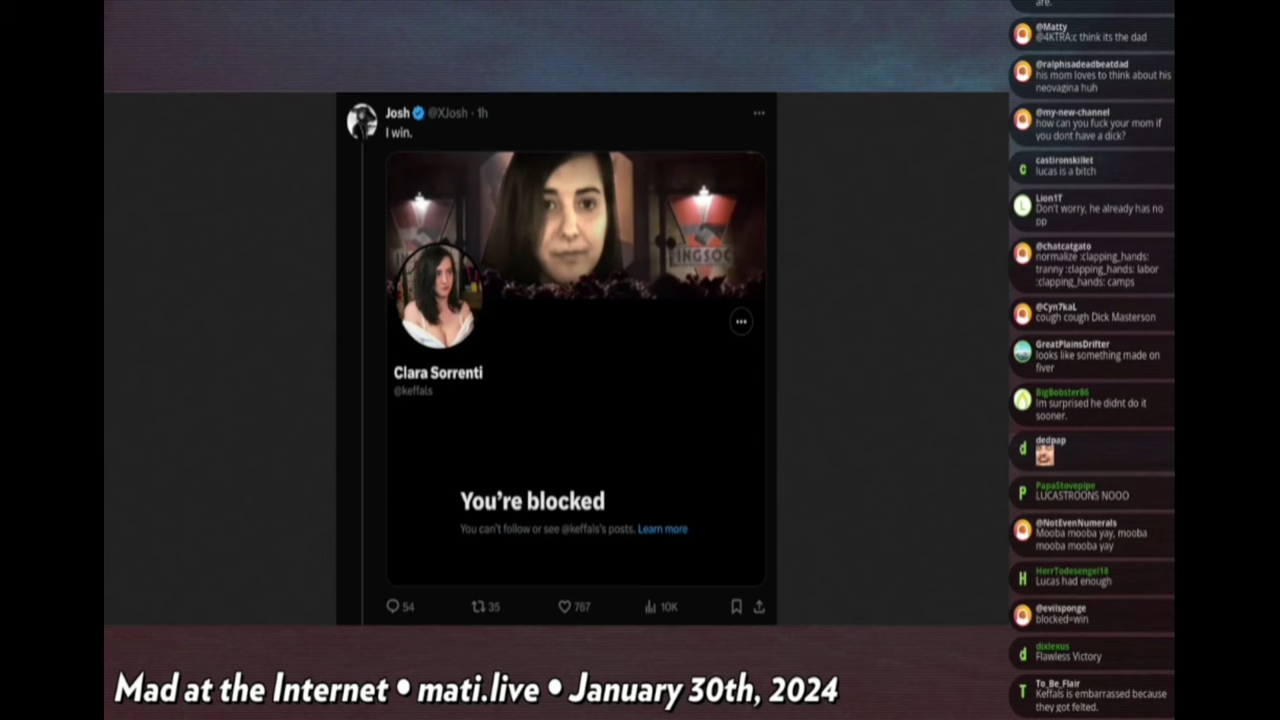 Josh @XJosh · 1h
I win.
INGSOC
Clara Sorrenti
@keffals
You're blocked
You can't follow or see @keffals's posts. Learn more
54 35 767 10K
are.
@Matty
@4KTRA:c think its the dad
@ralphisadeadbeatdad
his mom loves to think about his
neovagina huh
@my-new-channel
how can you fuck your mom if
you dont have a dick?
castironskillet
lucas is a bitch
Lion1T
Don't worry, he already has no
pp
@chatcatgato
normalize :clapping_hands:
tranny :clapping_hands: labor
:clapping_hands: camps
@Cyn7kaL
cough cough Dick Masterson
GreatPlainsDrifter
looks like something made on
fiver
BigBobster86
Im surprised he didnt do it
sooner.
dedpap
PapaStovepipe
LUCASTROONS NOOO
@NotEvenNumerals
Mooba mooba yay, mooba
mooba mooba yay
HerrTodesengel18
Lucas had enough
@evilsponge
blocked=win
dixlexus
Flawless Victory
To_Be_Flair
Keffals is embarrassed because
they got felted.
Mad at the Internet • mati.live • January 30th, 2024